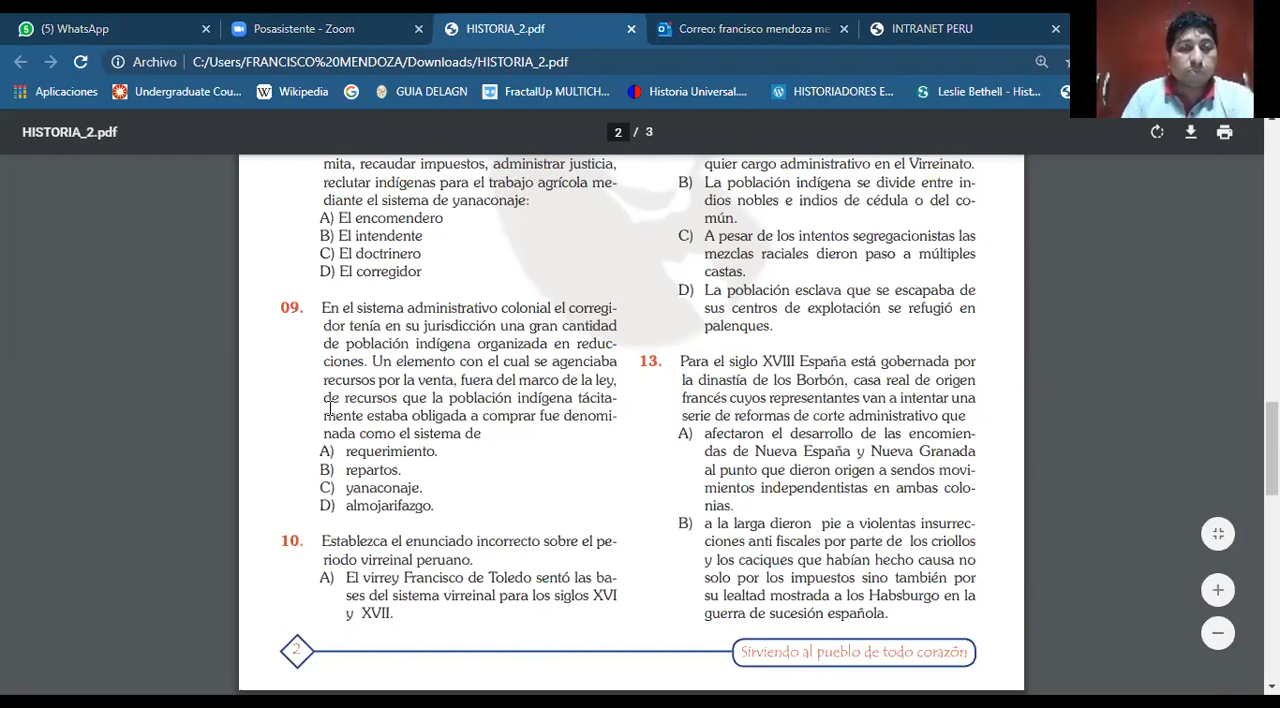 (5) WhatsApp
Posasistente - Zoom
HISTORIA_2.pdf
Correo: francisco mendoza me
INTRANET PERU
Archivo
C:/Users/FRANCISCO%20MENDOZA/Downloads/HISTORIA_2.pdf
Aplicaciones
Undergraduate Cou...
Wikipedia
GUIA DELAGN
FractalUp MULTICH...
Historia Universal....
HISTORIADORES E...
Leslie Bethell - Hist...
HISTORIA_2.pdf
2 / 3
mita, recaudar impuestos, administrar justicia,
reclutar indígenas para el trabajo agrícola me-
diante el sistema de yanaconaje:
A) El encomendero
B) El intendente
C) El doctrinero
D) El corregidor
09. En el sistema administrativo colonial el corregi-
dor tenía en su jurisdicción una gran cantidad
de población indígena organizada en reduc-
ciones. Un elemento con el cual se agenciaba
recursos por la venta, fuera del marco de la ley,
de recursos que la población indígena tácita-
mente estaba obligada a comprar fue denomi-
nada como el sistema de
A) requerimiento.
B) repartos.
C) yanaconaje.
D) almojarifazgo.
10. Establezca el enunciado incorrecto sobre el pe-
riodo virreinal peruano.
A) El virrey Francisco de Toledo sentó las ba-
ses del sistema virreinal para los siglos XVI
y XVII.
quier cargo administrativo en el Virreinato.
B) La población indígena se divide entre in-
dios nobles e indios de cédula o del co-
mún.
C) A pesar de los intentos segregacionistas las
mezclas raciales dieron paso a múltiples
castas.
D) La población esclava que se escapaba de
sus centros de explotación se refugió en
palenques.
13. Para el siglo XVIII España está gobernada por
la dinastía de los Borbón, casa real de origen
francés cuyos representantes van a intentar una
serie de reformas de corte administrativo que
A) afectaron el desarrollo de las encomien-
das de Nueva España y Nueva Granada
al punto que dieron origen a sendos movi-
mientos independentistas en ambas colo-
nias.
B) a la larga dieron pie a violentas insurrec-
ciones anti fiscales por parte de los criollos
y los caciques que habían hecho causa no
solo por los impuestos sino también por
su lealtad mostrada a los Habsburgo en la
guerra de sucesión española.
2
Sirviendo al pueblo de todo corazón